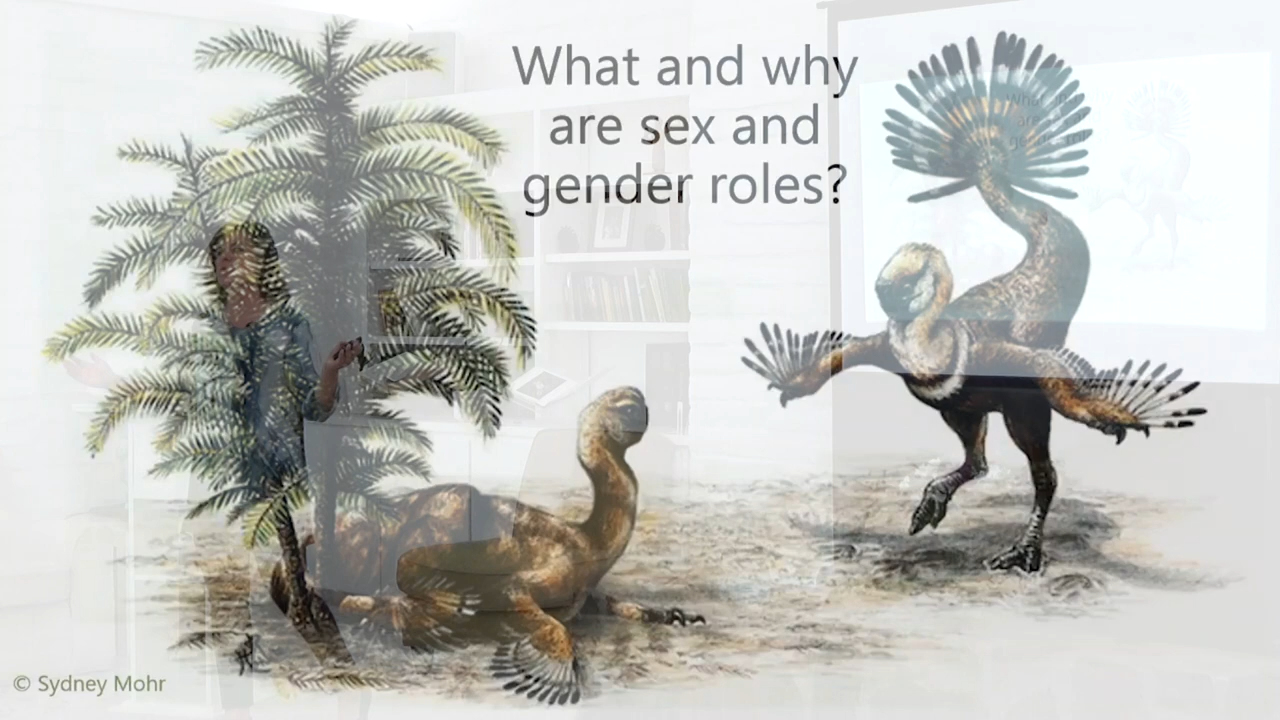 What and why
are sex and
gender roles?
© Sydney Mohr